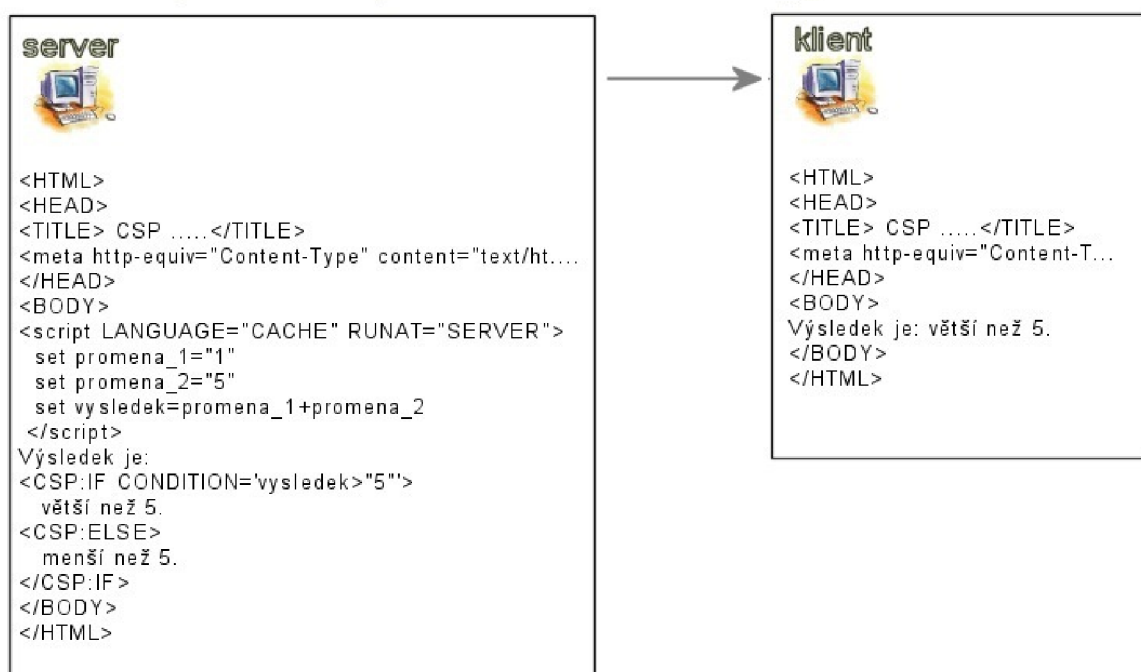 server
<HTML>
<HEAD>
<TITLE> CSP .....</TITLE>
<meta http-equiv="Content-Type" content="text/ht....
</HEAD>
<BODY>
<script LANGUAGE="CACHE" RUNAT="SERVER">
set promena_1="1"
set promena_2="5"
set vysledek=promena_1+promena_2
</script>
Výsledek je:
<CSP:IF CONDITION='vysledek>"5"'>
větší než 5.
<CSP:ELSE>
menší než 5.
</CSP:IF>
</BODY>
</HTML>
klient
<HTML>
<HEAD>
<TITLE> CSP .....</TITLE>
<meta http-equiv="Content-T...
</HEAD>
<BODY>
Výsledek je: větší než 5.
</BODY>
</HTML>